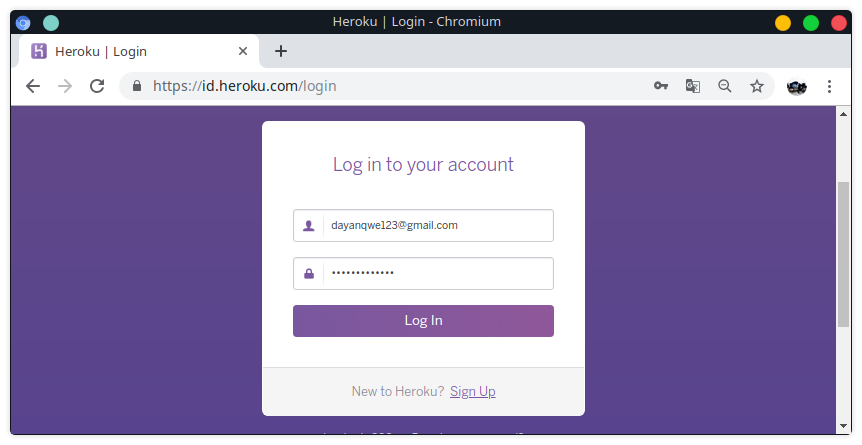 Heroku | Login - Chromium
Heroku | Login
https://id.heroku.com/login
Log in to your account
dayanqwe123@gmail.com
•••••••••••••
Log In
New to Heroku? Sign Up